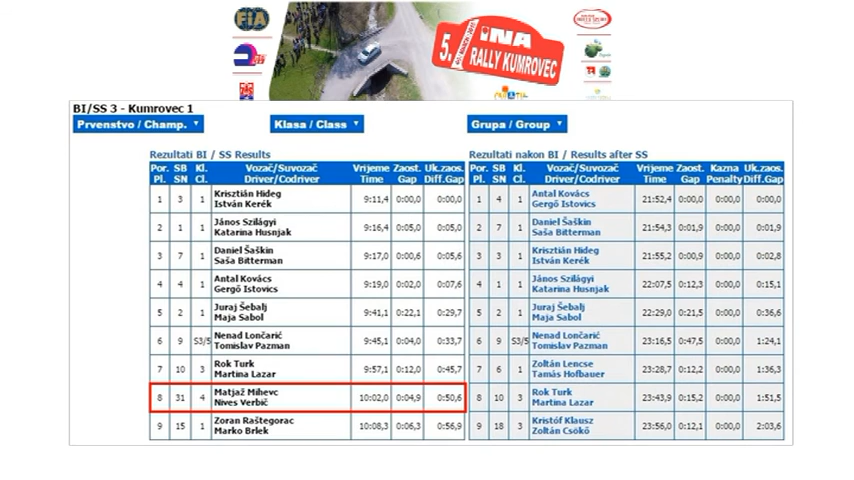 FiA
5.
INA
RALLY KUMROVEC
BI/SS 3 - Kumrovec 1
Prvenstvo / Champ. Klasa / Class Grupa / Group
Rezultati BI / SS Results
Por. SB Kl. Vozač/Suvozač Vrijeme Zaost. Uk.zaos.
Pl. SN Cl. Driver/Codriver Time Gap Diff.Gap
1 3 1 Krisztián Hideg 9:11,4 0:00,0 0:00,0
István Kerék
2 1 1 János Szilágyi 9:16,4 0:05,0 0:05,0
Katarina Husnjak
3 7 1 Daniel Šaškin 9:17,0 0:00,6 0:05,6
Saša Bitterman
4 4 1 Antal Kovács 9:19,0 0:02,0 0:07,6
Gergő Istovics
5 2 1 Juraj Šebalj 9:41,1 0:22,1 0:29,7
Maja Sabol
6 9 S3/5 Nenad Lončarić 9:45,1 0:04,0 0:33,7
Tomislav Pazman
7 10 3 Rok Turk 9:57,1 0:12,0 0:45,7
Martina Lazar
8 31 4 Matjaž Mihevc 10:02,0 0:04,9 0:50,6
Nives Verbič
9 15 1 Zoran Raštegorac 10:08,3 0:06,3 0:56,9
Marko Brlek
Rezultati nakon BI / Results after SS
Por. SB Kl. Vozač/Suvozač Vrijeme Zaost. Kazna Uk.zaos.
Pl. SN Cl. Driver/Codriver Time Gap Penalty Diff.Gap
1 4 1 Antal Kovács 21:52,4 0:00,0 0:00,0 0:00,0
Gergő Istovics
2 7 1 Daniel Šaškin 21:54,3 0:01,9 0:00,0 0:01,9
Saša Bitterman
3 3 1 Krisztián Hideg 21:55,2 0:00,9 0:00,0 0:02,8
István Kerék
4 1 1 János Szilágyi 22:07,5 0:12,3 0:00,0 0:15,1
Katarina Husnjak
5 2 1 Juraj Šebalj 22:29,0 0:21,5 0:00,0 0:36,6
Maja Sabol
6 9 S3/5 Nenad Lončarić 23:16,5 0:47,5 0:00,0 1:24,1
Tomislav Pazman
7 6 1 Zoltán Lencse 23:28,7 0:12,2 0:00,0 1:36,3
Tamás Hofbauer
8 10 3 Rok Turk 23:43,9 0:15,2 0:00,0 1:51,5
Martina Lazar
9 18 3 Kristóf Klausz 23:56,0 0:12,1 0:00,0 2:03,6
Zoltán Csökő